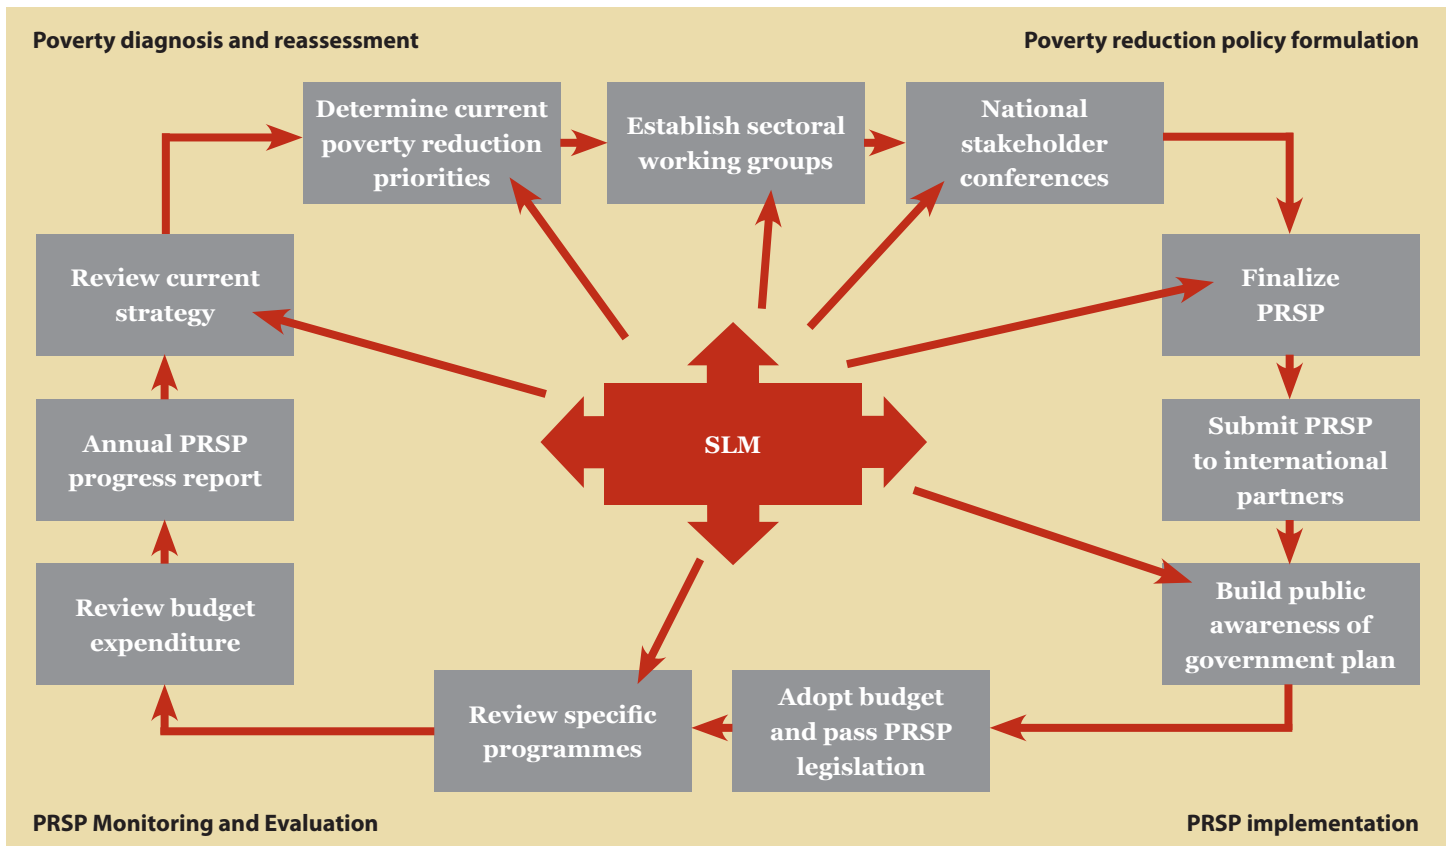 Poverty diagnosis and reassessment
Poverty reduction policy formulation
Determine current
poverty reduction
priorities
Establish sectoral
working groups
National
stakeholder
conferences
Review current
strategy
Finalize
PRSP
Annual PRSP
progress report
SLM
Submit PRSP
to international
partners
Review budget
expenditure
Build public
awareness of
government plan
Review specific
programmes
Adopt budget
and pass PRSP
legislation
PRSP Monitoring and Evaluation
PRSP implementation